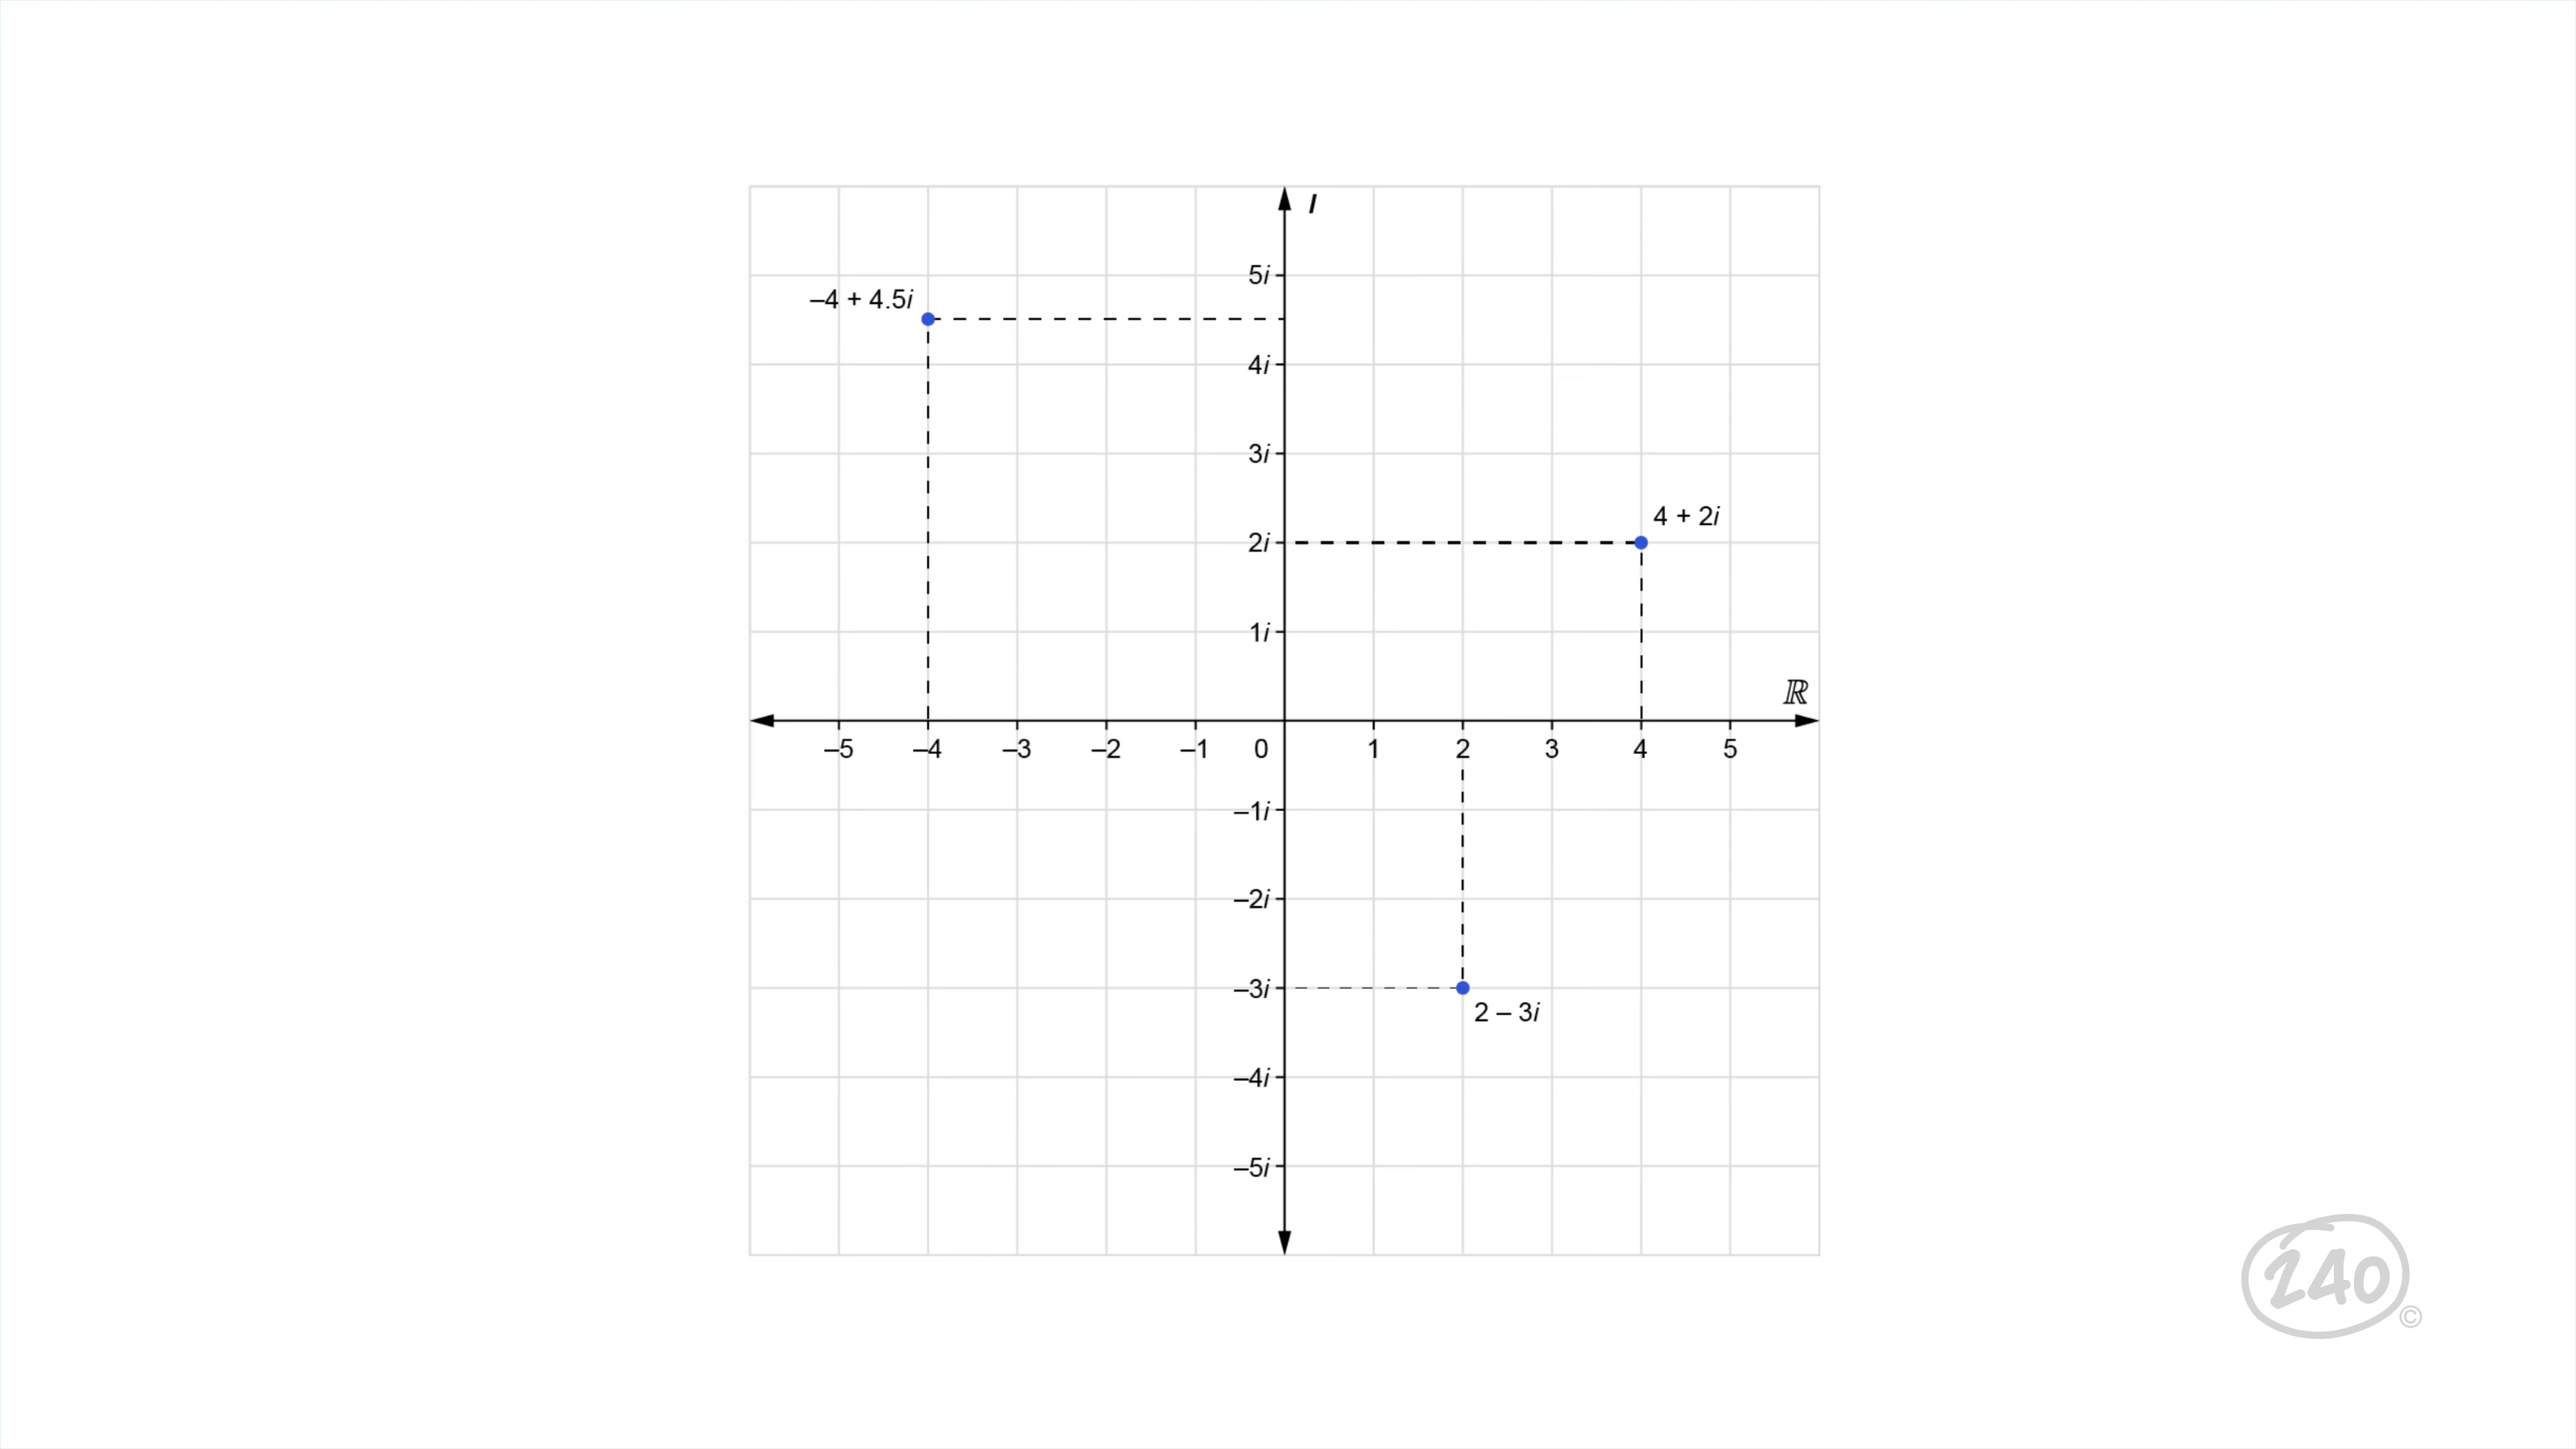 I
5i
–4 + 4.5i
4i
3i
4 + 2i
2i
1i
ℝ
–5 –4 –3 –2 –1 0 1 2 3 4 5
–1i
–2i
–3i
2 – 3i
–4i
–5i
240
©